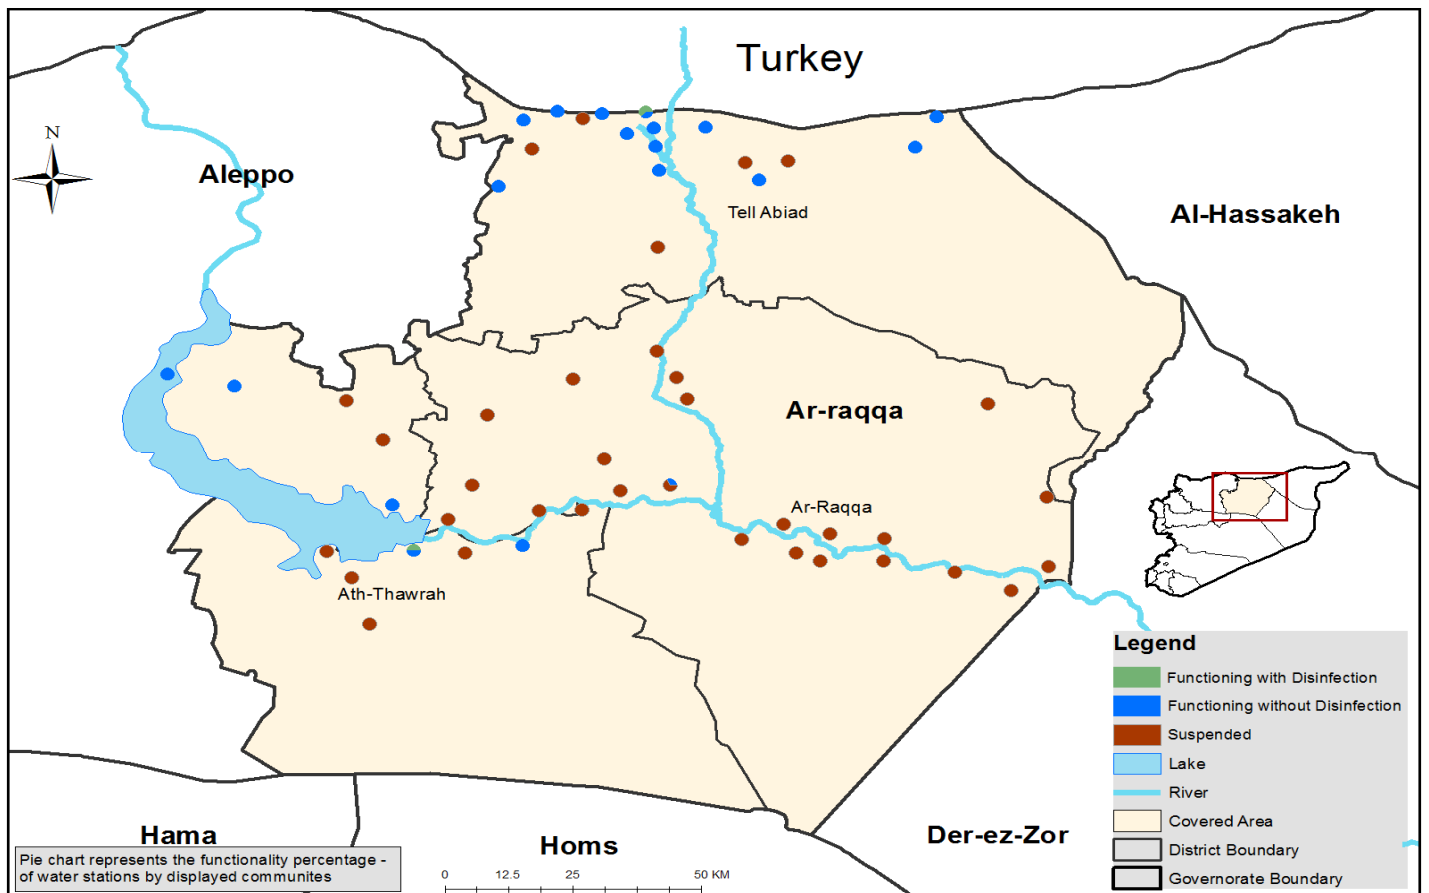 Turkey
N
Aleppo
Al-Hassakeh
Tell Abiad
Ar-raqqa
Ar-Raqqa
Ath-Thawrah
Legend
Functioning with Disinfection
Functioning without Disinfection
Suspended
Lake
River
Covered Area
District Boundary
Governorate Boundary
Hama
Homs
Der-ez-Zor
Pie chart represents the functionality percentage -
of water stations by displayed communites
0 12.5 25 50 KM